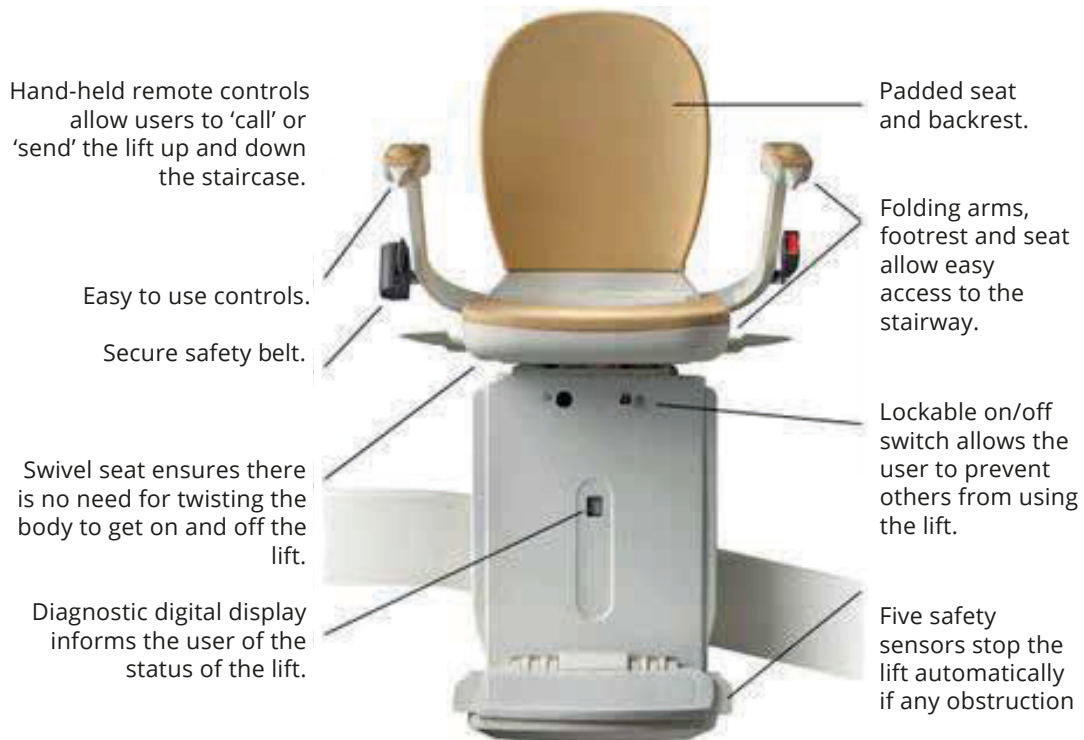 Hand-held remote controls
allow users to ‘call’ or
‘send’ the lift up and down
the staircase.
Easy to use controls.
Secure safety belt.
Swivel seat ensures there
is no need for twisting the
body to get on and off the
lift.
Diagnostic digital display
informs the user of the
status of the lift.
Padded seat
and backrest.
Folding arms,
footrest and seat
allow easy
access to the
stairway.
Lockable on/off
switch allows the
user to prevent
others from using
the lift.
Five safety
sensors stop the
lift automatically
if any obstruction